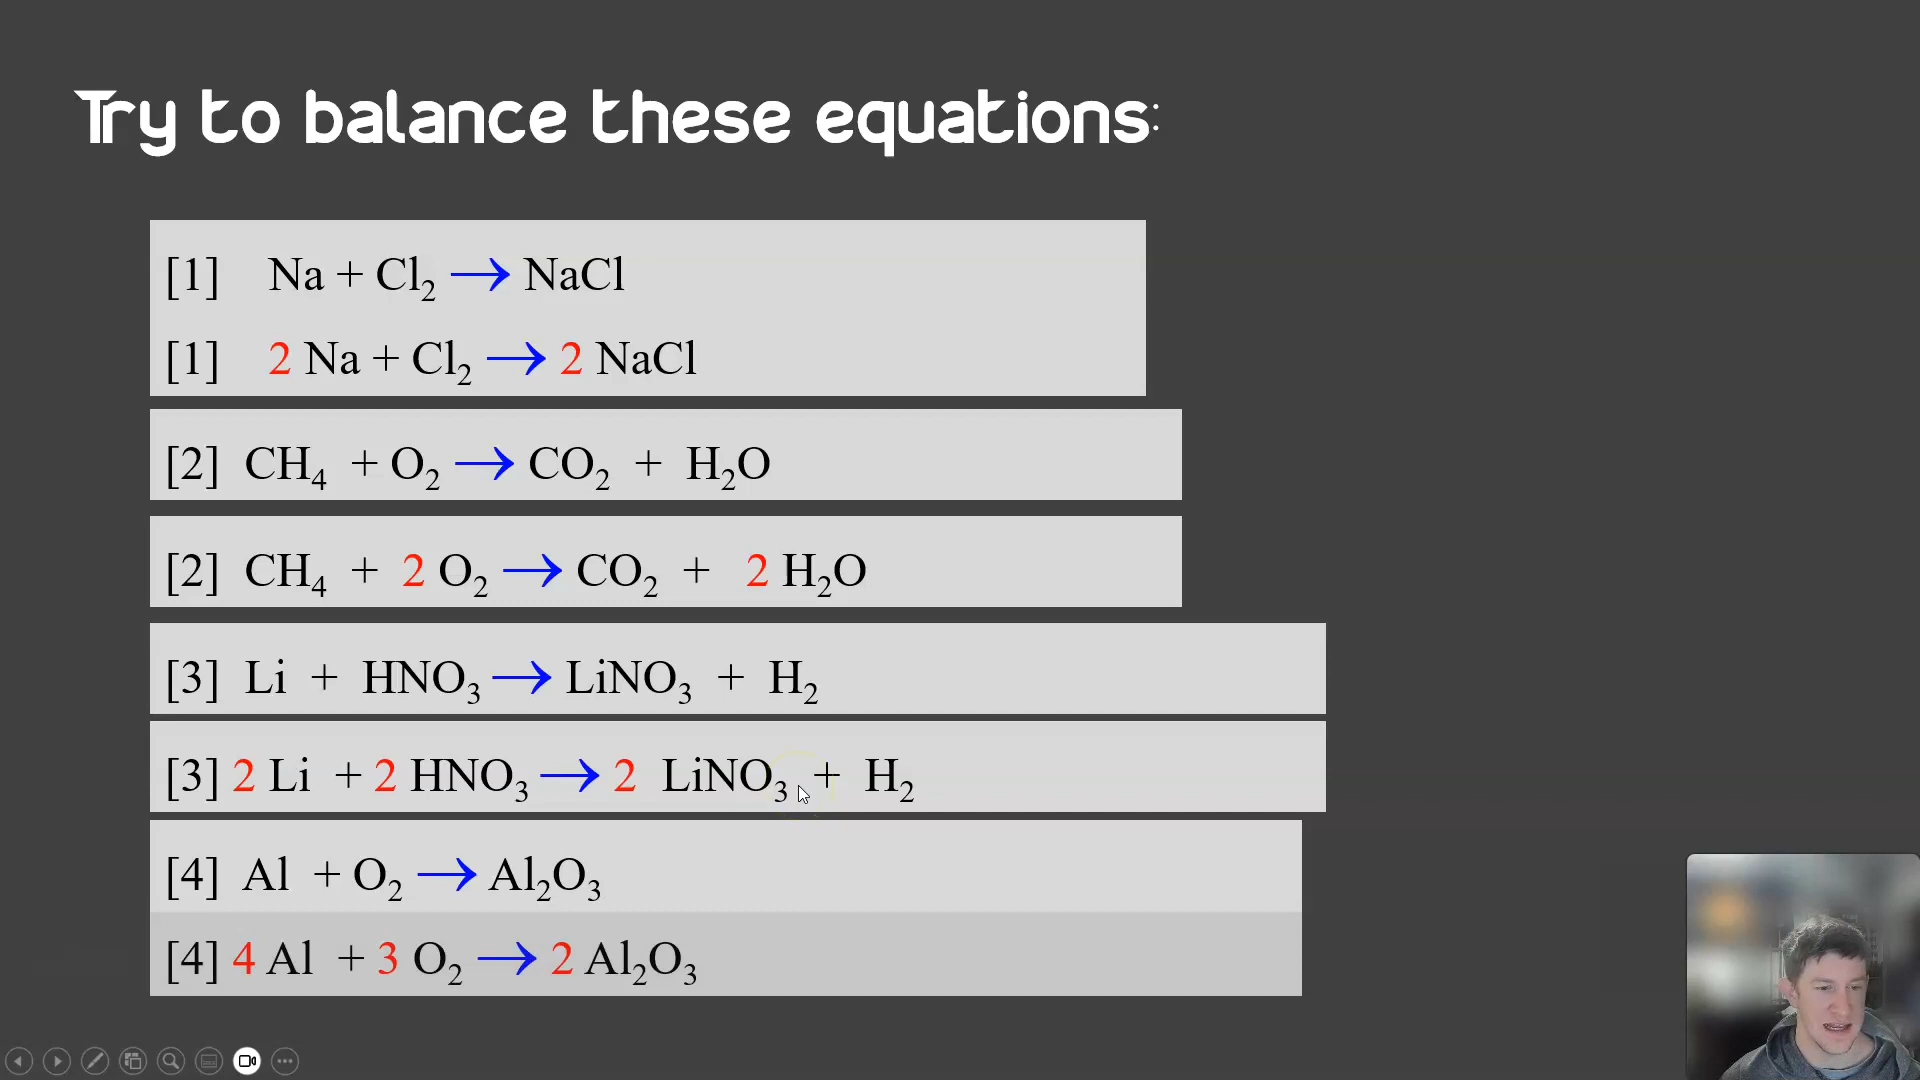 Try to balance these equations:
[1] Na + Cl₂ → NaCl
[1] 2 Na + Cl₂ → 2 NaCl
[2] CH₄ + O₂ → CO₂ + H₂O
[2] CH₄ + 2 O₂ → CO₂ + 2 H₂O
[3] Li + HNO₃ → LiNO₃ + H₂
[3] 2 Li + 2 HNO₃ → 2 LiNO₃ + H₂
[4] Al + O₂ → Al₂O₃
[4] 4 Al + 3 O₂ → 2 Al₂O₃